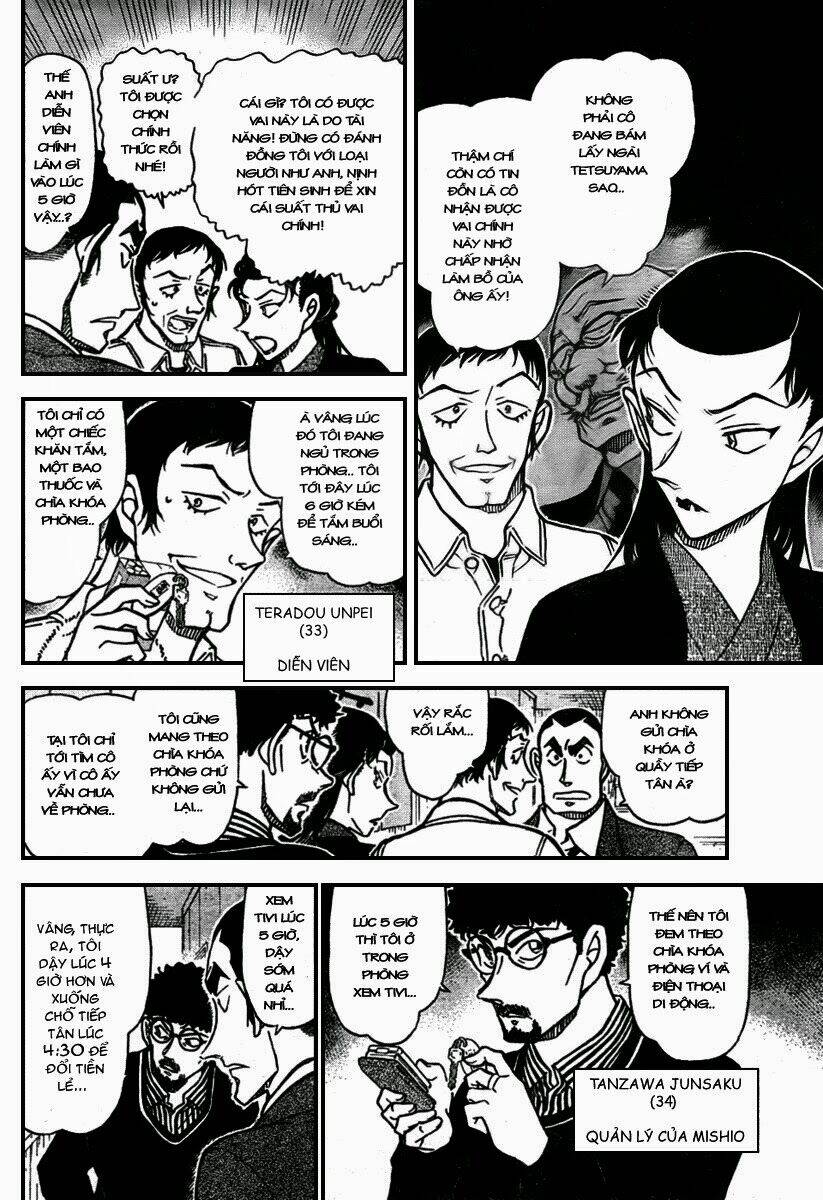 KHÔNG
PHẢI CÔ
ĐANG BÁM
LẤY NGÀI
TETSUYAMA
SAO..
THẬM CHÍ
CÒN CÓ TIN
ĐỒN LÀ CÔ
NHẬN ĐƯỢC
VAI CHÍNH
NÀY NHỜ
CHẤP NHẬN
LÀM BỒ CỦA
ÔNG ẤY!
CÁI GÌ? TÔI CÓ ĐƯỢC
VAI NÀY LÀ DO TÀI
NĂNG! ĐỪNG CÓ ĐÁNH
ĐỒNG TÔI VỚI LOẠI
NGƯỜI NHƯ ANH, NỊNH
HÓT TIÊN SINH ĐỂ XIN
CÁI SUẤT THỦ VAI
CHÍNH!
SUẤT Ư?
TÔI ĐƯỢC
CHỌN
CHÍNH
THỨC RỒI
NHÉ!
THẾ
ANH
DIỄN
VIÊN
CHÍNH
LÀM GÌ
VÀO LÚC
5 GIỜ
VẬY..?
À VÂNG LÚC
ĐÓ TÔI ĐANG
NGỦ TRONG
PHÒNG.. TÔI
TỚI ĐÂY LÚC
6 GIỜ KÉM
ĐỂ TẮM BUỔI
SÁNG..
TÔI CHỈ CÓ
MỘT CHIẾC
KHĂN TẮM,
MỘT BAO
THUỐC VÀ
CHÌA KHÓA
PHÒNG..
TERADOU UNPEI
(33)
DIỄN VIÊN
ANH KHÔNG
GỬI CHÌA
KHÓA Ở
QUẦY TIẾP
TÂN À?
VẬY RẮC
RỐI LẮM...
TÔI CŨNG
MANG THEO
CHÌA KHÓA
PHÒNG CHỨ
KHÔNG GỬI
LẠI...
TẠI TÔI CHỈ
TỚI TÌM CÔ
ẤY VÌ CÔ ẤY
VẪN CHƯA
VỀ PHÒNG..
THẾ NÊN TÔI
ĐEM THEO
CHÌA KHÓA
PHÒNG, VÍ VÀ
ĐIỆN THOẠI
DI ĐỘNG..
LÚC 5 GIỜ
THÌ TÔI Ở
TRONG
PHÒNG
XEM TIVI...
TANZAWA JUNSAKU
(34)
QUẢN LÝ CỦA MISHIO
XEM
TIVI LÚC
5 GIỜ,
DẬY
SỚM
QUÁ
NHỈ...
VÂNG, THỰC
RA, TÔI
DẬY LÚC 4
GIỜ HƠN VÀ
XUỐNG
CHỖ TIẾP
TÂN LÚC
4:30 ĐỂ
ĐỔI TIỀN
LẺ...